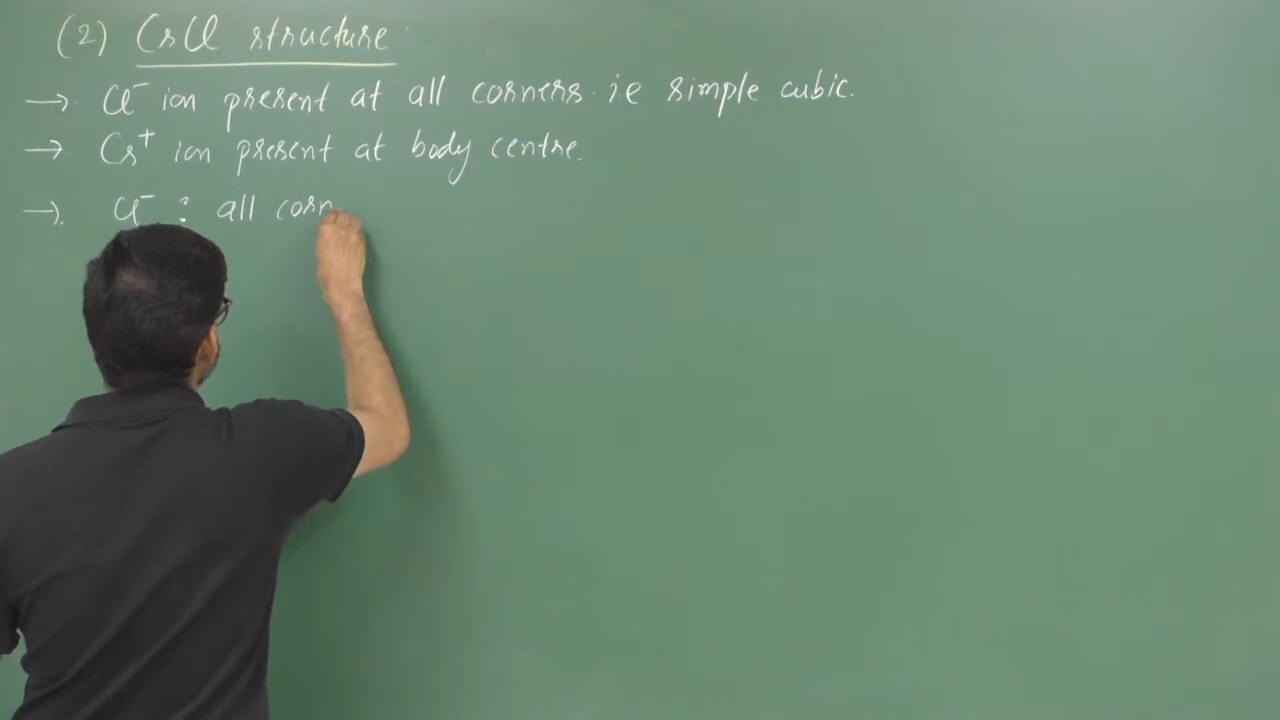 (2) CsCl structure
→ Cl⁻ ion present at all corners. ie simple cubic.
→ Cs⁺ ion present at body centre.
→ Cl⁻ : all corn